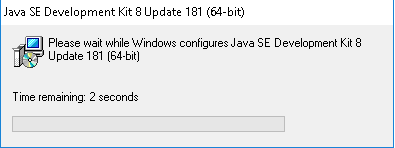 Java SE Development Kit 8 Update 181 (64-bit)
Please wait while Windows configures Java SE Development Kit 8
Update 181 (64-bit)
Time remaining: 2 seconds